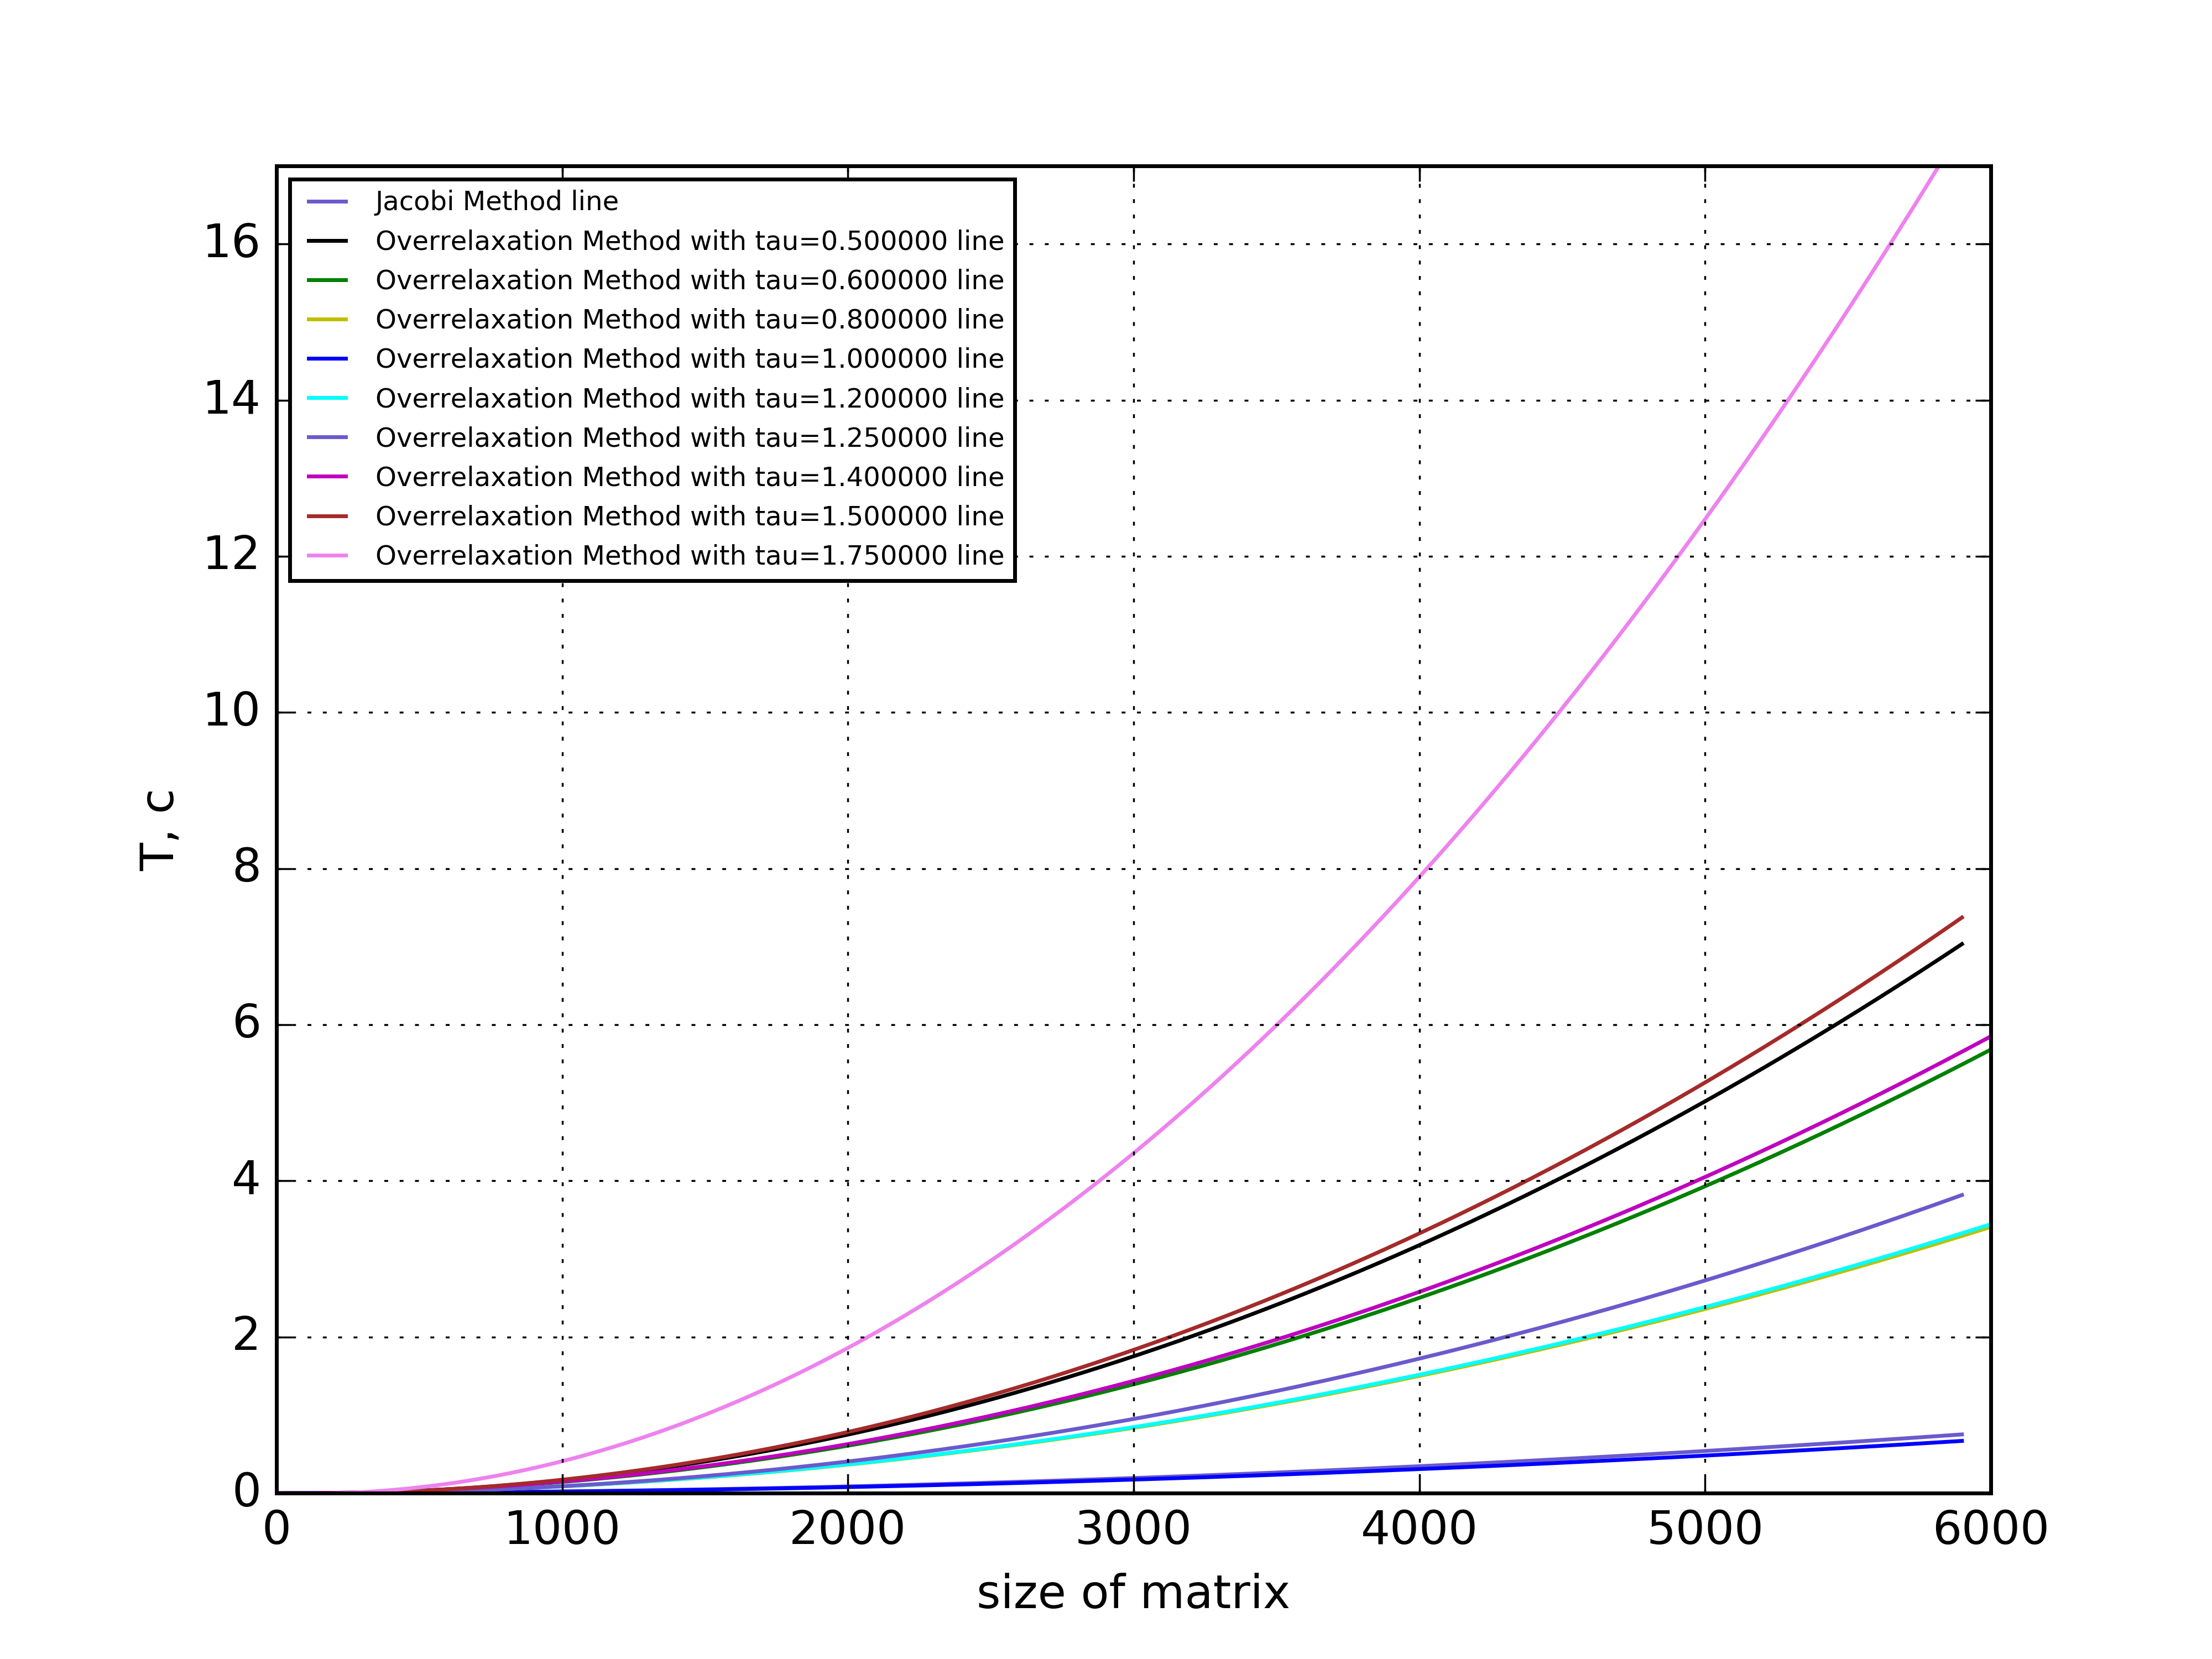 Jacobi Method line
Overrelaxation Method with tau=0.500000 line
Overrelaxation Method with tau=0.600000 line
Overrelaxation Method with tau=0.800000 line
Overrelaxation Method with tau=1.000000 line
Overrelaxation Method with tau=1.200000 line
Overrelaxation Method with tau=1.250000 line
Overrelaxation Method with tau=1.400000 line
Overrelaxation Method with tau=1.500000 line
Overrelaxation Method with tau=1.750000 line
16
14
12
10
8
6
4
2
0
T, c
0 1000 2000 3000 4000 5000 6000
size of matrix